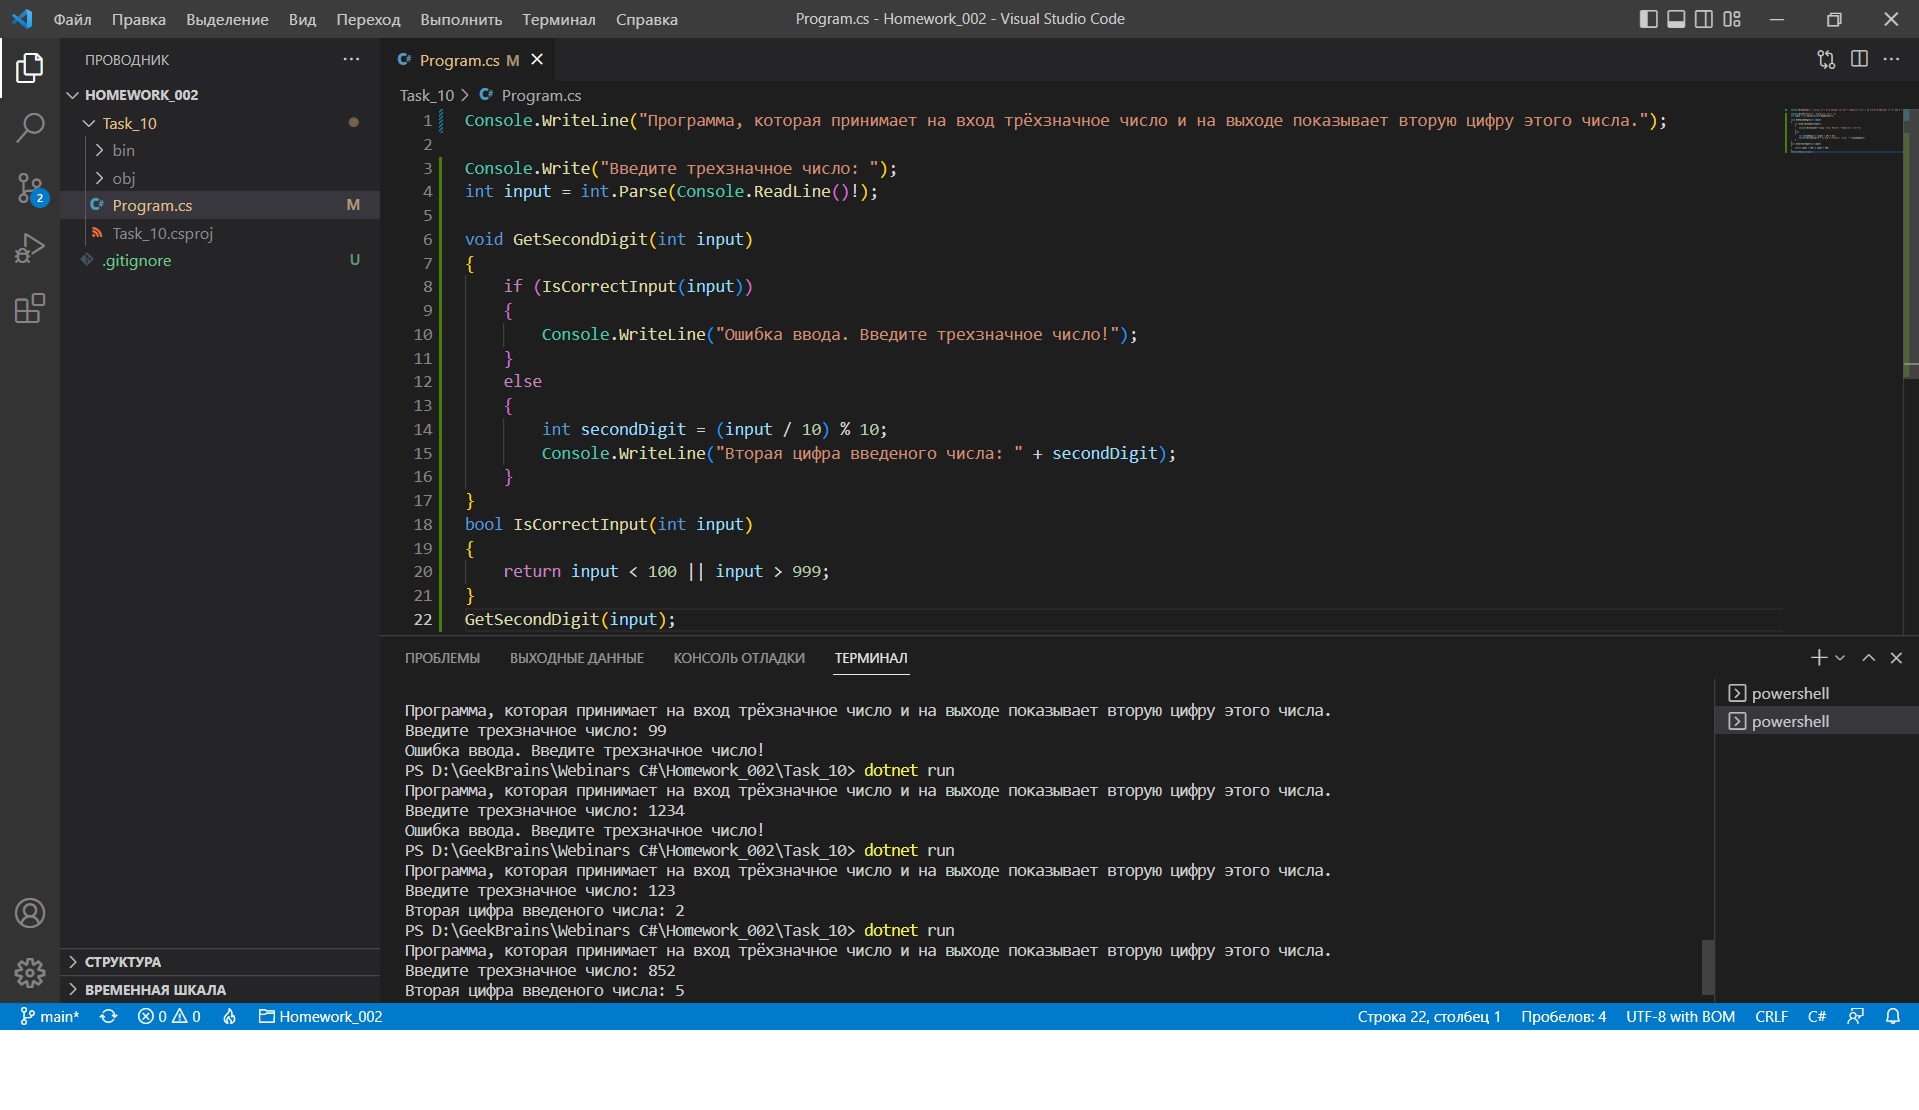 Файл Правка Выделение Вид Переход Выполнить Терминал Справка
Program.cs - Homework_002 - Visual Studio Code
ПРОВОДНИК
HOMEWORK_002
Task_10
bin
obj
Program.cs M
Task_10.csproj
.gitignore U
2
СТРУКТУРА
ВРЕМЕННАЯ ШКАЛА
Program.cs M
Task_10 > Program.cs
1 Console.WriteLine("Программа, которая принимает на вход трёхзначное число и на выходе показывает вторую цифру этого числа.");
2
3 Console.Write("Введите трехзначное число: ");
4 int input = int.Parse(Console.ReadLine()!);
5
6 void GetSecondDigit(int input)
7 {
8 if (IsCorrectInput(input))
9 {
10 Console.WriteLine("Ошибка ввода. Введите трехзначное число!");
11 }
12 else
13 {
14 int secondDigit = (input / 10) % 10;
15 Console.WriteLine("Вторая цифра введеного числа: " + secondDigit);
16 }
17 }
18 bool IsCorrectInput(int input)
19 {
20 return input < 100 || input > 999;
21 }
22 GetSecondDigit(input);
ПРОБЛЕМЫ ВЫХОДНЫЕ ДАННЫЕ КОНСОЛЬ ОТЛАДКИ ТЕРМИНАЛ
Программа, которая принимает на вход трёхзначное число и на выходе показывает вторую цифру этого числа.
Введите трехзначное число: 99
Ошибка ввода. Введите трехзначное число!
PS D:\GeekBrains\Webinars C#\Homework_002\Task_10> dotnet run
Программа, которая принимает на вход трёхзначное число и на выходе показывает вторую цифру этого числа.
Введите трехзначное число: 1234
Ошибка ввода. Введите трехзначное число!
PS D:\GeekBrains\Webinars C#\Homework_002\Task_10> dotnet run
Программа, которая принимает на вход трёхзначное число и на выходе показывает вторую цифру этого числа.
Введите трехзначное число: 123
Вторая цифра введеного числа: 2
PS D:\GeekBrains\Webinars C#\Homework_002\Task_10> dotnet run
Программа, которая принимает на вход трёхзначное число и на выходе показывает вторую цифру этого числа.
Введите трехзначное число: 852
Вторая цифра введеного числа: 5
powershell
powershell
main* 0 0 Homework_002
Строка 22, столбец 1 Пробелов: 4 UTF-8 with BOM CRLF C#